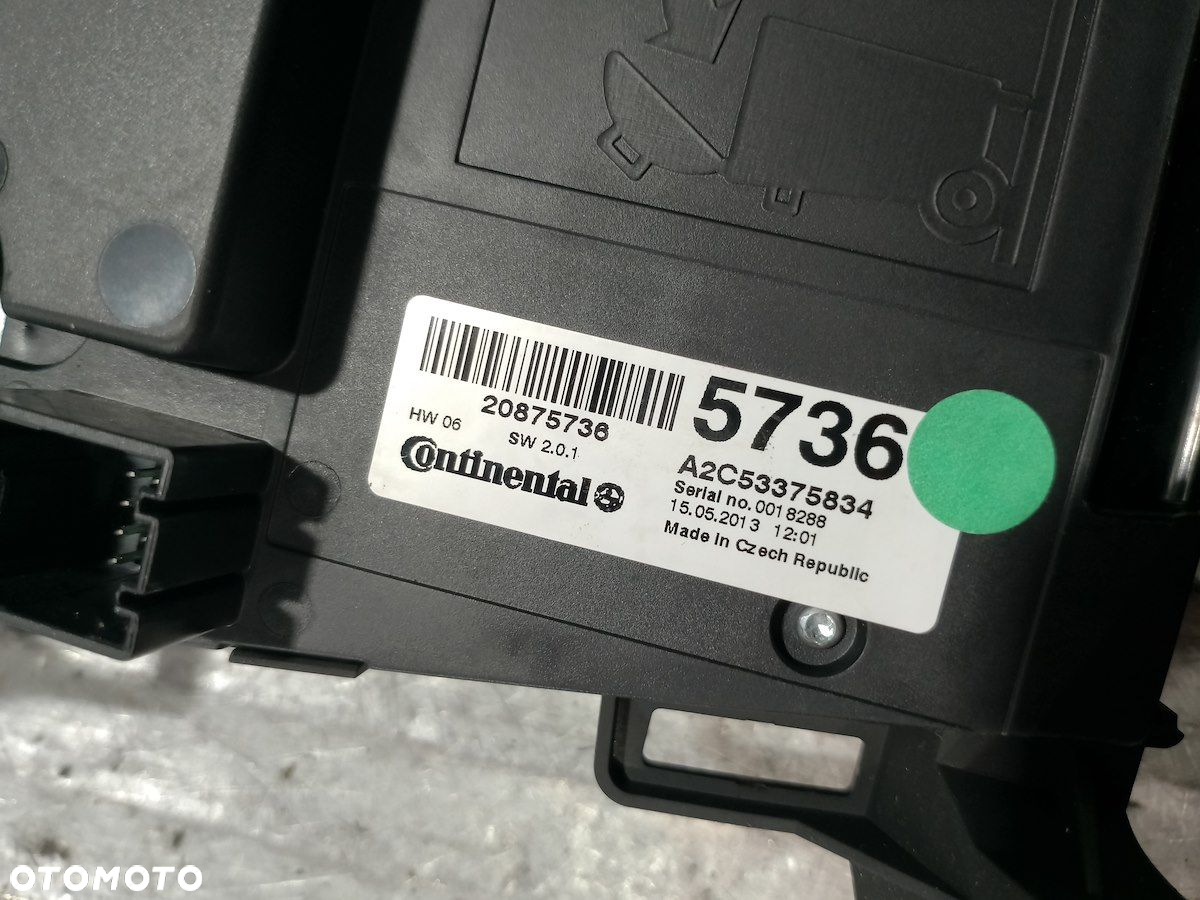 5736
20875736
HW 06
SW 2.0.1
Continental
A2C53375834
Serial no. 0018288
15.05.2013 12:01
Made in Czech Republic
OTOMOTO